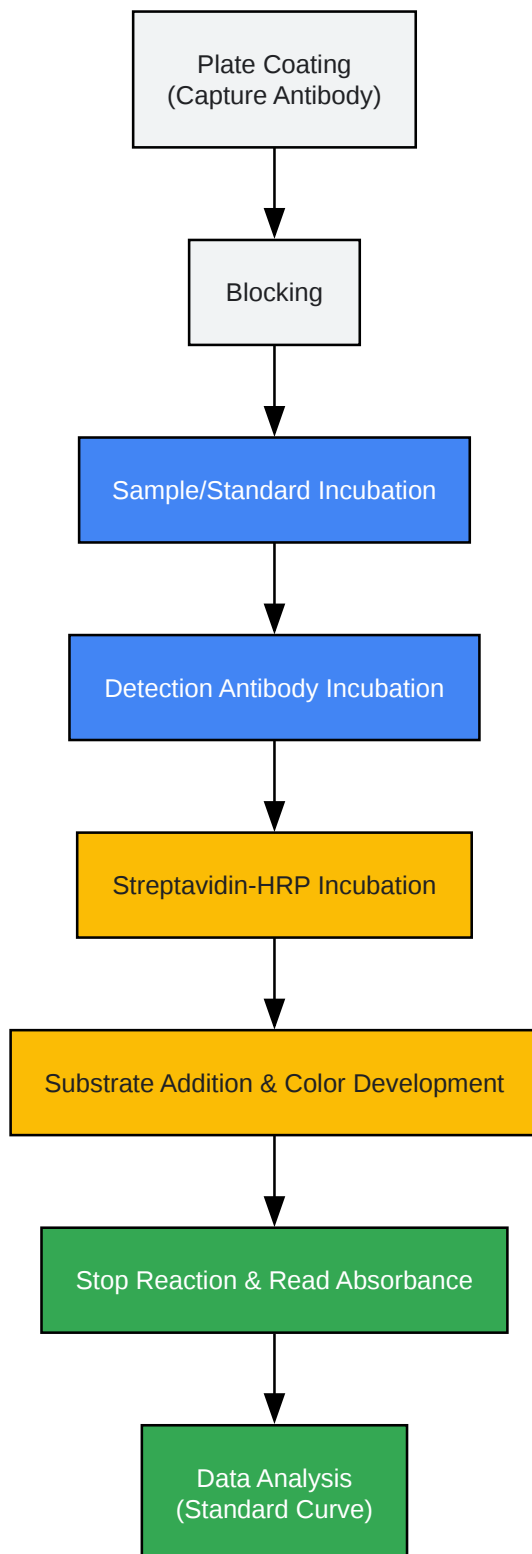 Plate Coating
(Capture Antibody)
Blocking
Sample/Standard Incubation
Detection Antibody Incubation
Streptavidin-HRP Incubation
Substrate Addition & Color Development
Stop Reaction & Read Absorbance
Data Analysis
(Standard Curve)